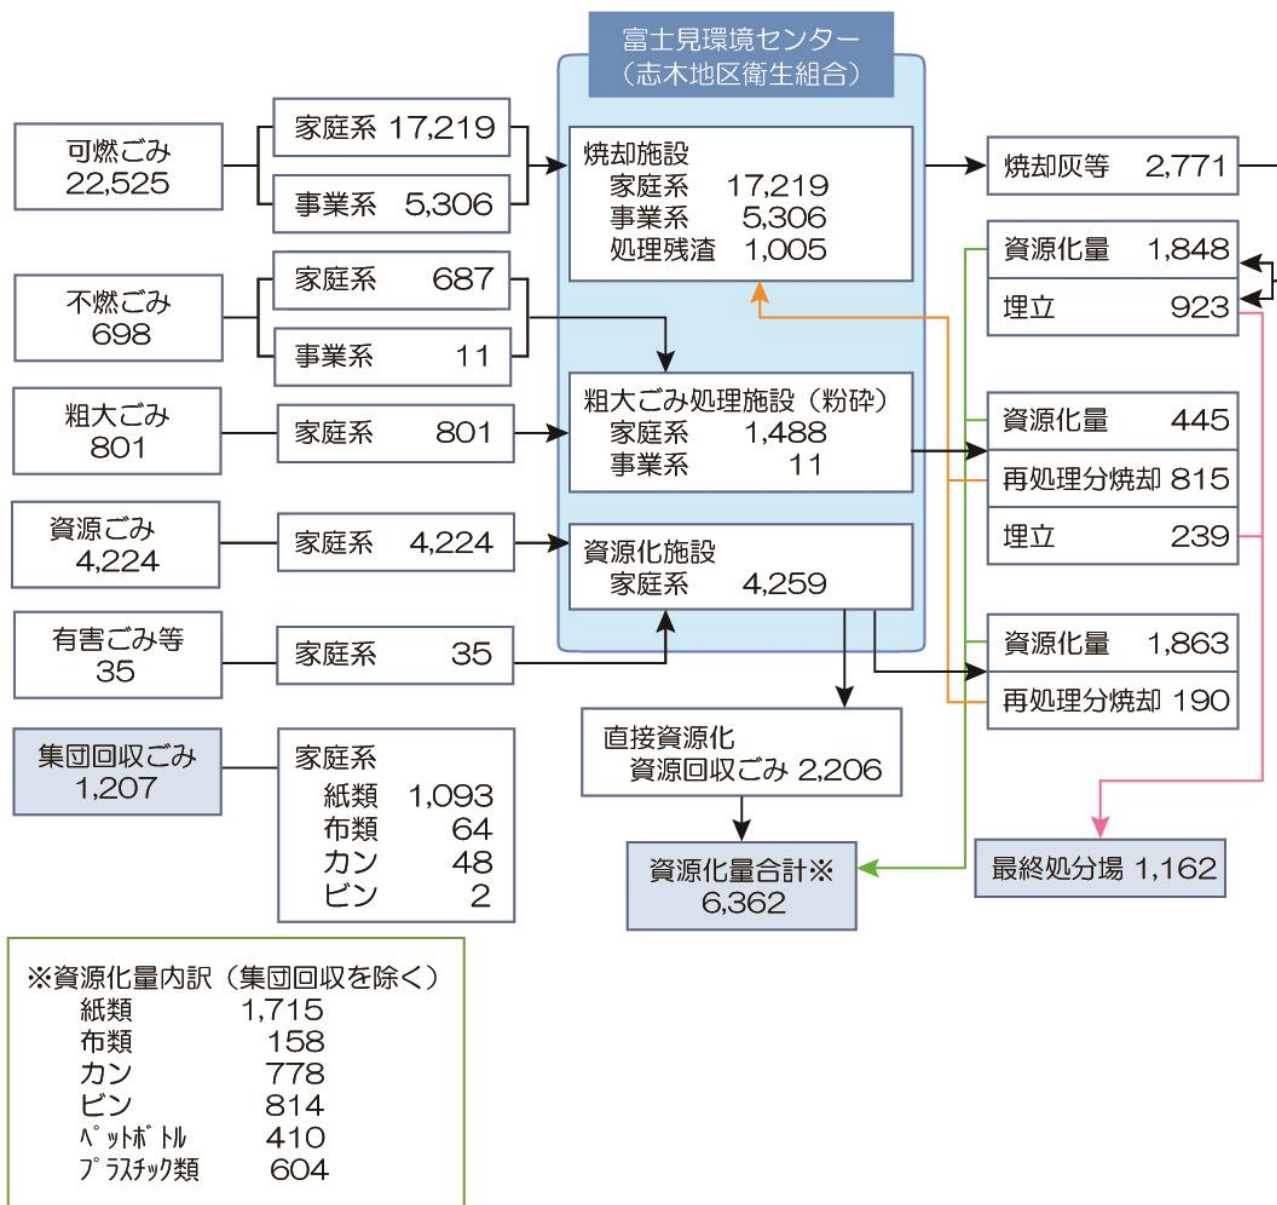 富士見環境センター
（志木地区衛生組合）
可燃ごみ
22,525
家庭系 17,219
事業系 5,306
焼却施設
家庭系 17,219
事業系 5,306
処理残渣 1,005
焼却灰等 2,771
資源化量 1,848
埋立 923
不燃ごみ
698
家庭系 687
事業系 11
粗大ごみ
801
家庭系 801
粗大ごみ処理施設（粉砕）
家庭系 1,488
事業系 11
資源化量 445
再処理分焼却 815
埋立 239
資源ごみ
4,224
家庭系 4,224
資源化施設
家庭系 4,259
有害ごみ等
35
家庭系 35
資源化量 1,863
再処理分焼却 190
集団回収ごみ
1,207
家庭系
紙類 1,093
布類 64
カン 48
ビン 2
直接資源化
資源回収ごみ 2,206
資源化量合計※
6,362
最終処分場 1,162
※資源化量内訳（集団回収を除く）
紙類 1,715
布類 158
カン 778
ビン 814
ﾍﾟｯﾄﾎﾞﾄﾙ 410
ﾌﾟﾗｽﾁｯｸ類 604